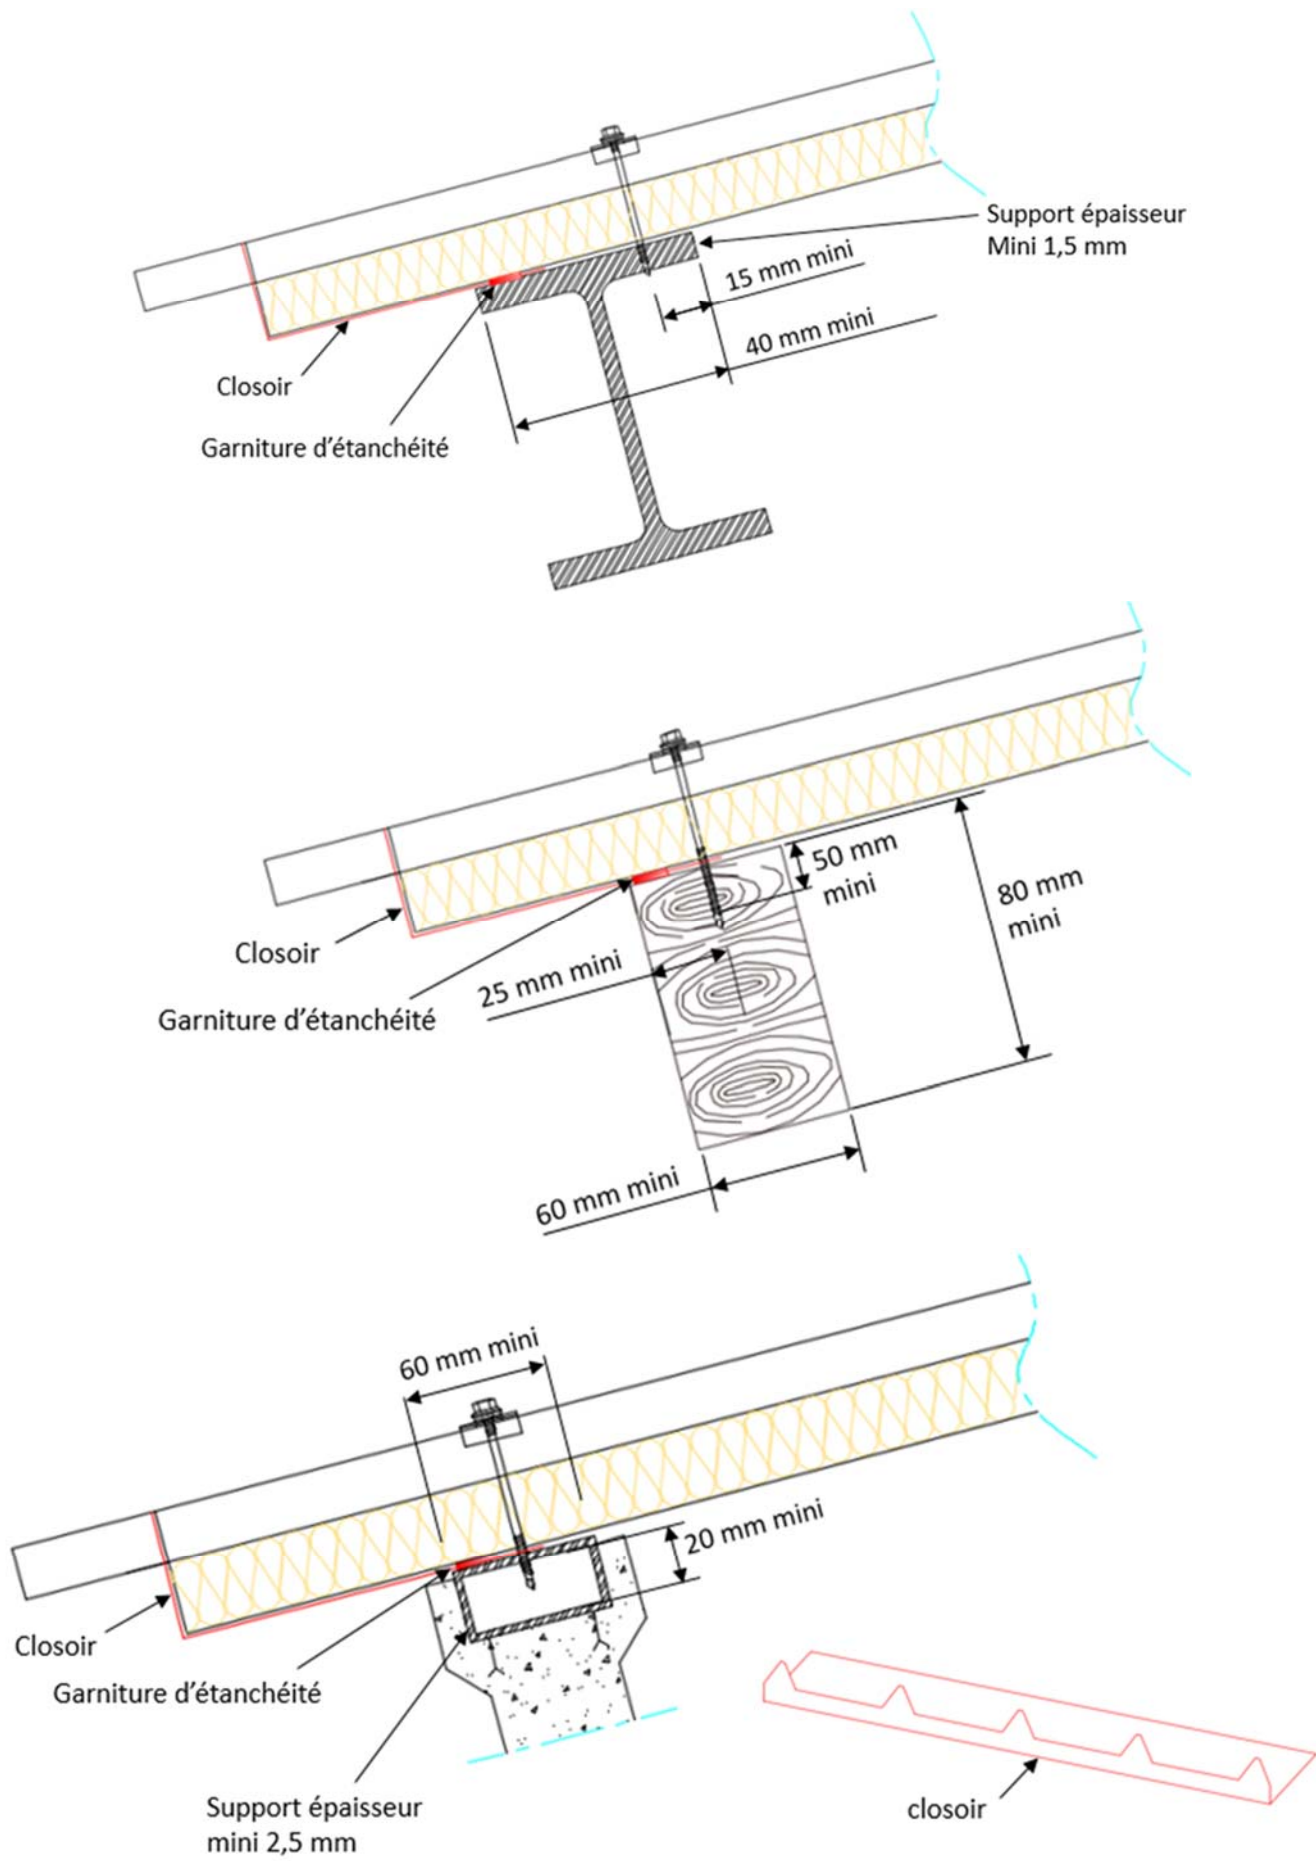 Support épaisseur
Mini 1,5 mm
15 mm mini
40 mm mini
Closoir
Garniture d'étanchéité
50 mm
mini
80 mm
mini
Closoir
25 mm mini
Garniture d'étanchéité
60 mm mini
60 mm mini
20 mm mini
Closoir
Garniture d'étanchéité
Support épaisseur
mini 2,5 mm
closoir